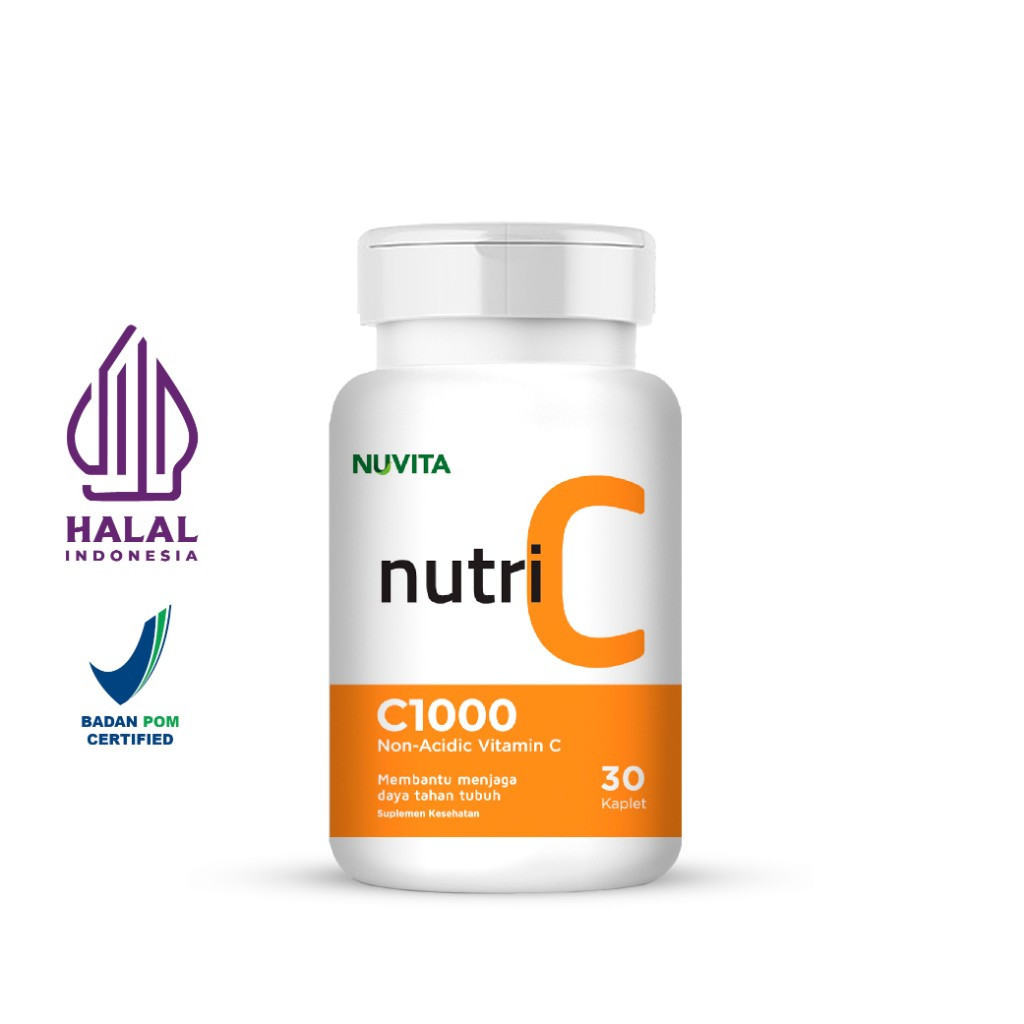 HALAL
INDONESIA
BADAN POM
CERTIFIED
NUVITA
nutriC
C1000
Non-Acidic Vitamin C
Membantu menjaga
daya tahan tubuh
Suplemen Kesehatan
30
Kaplet